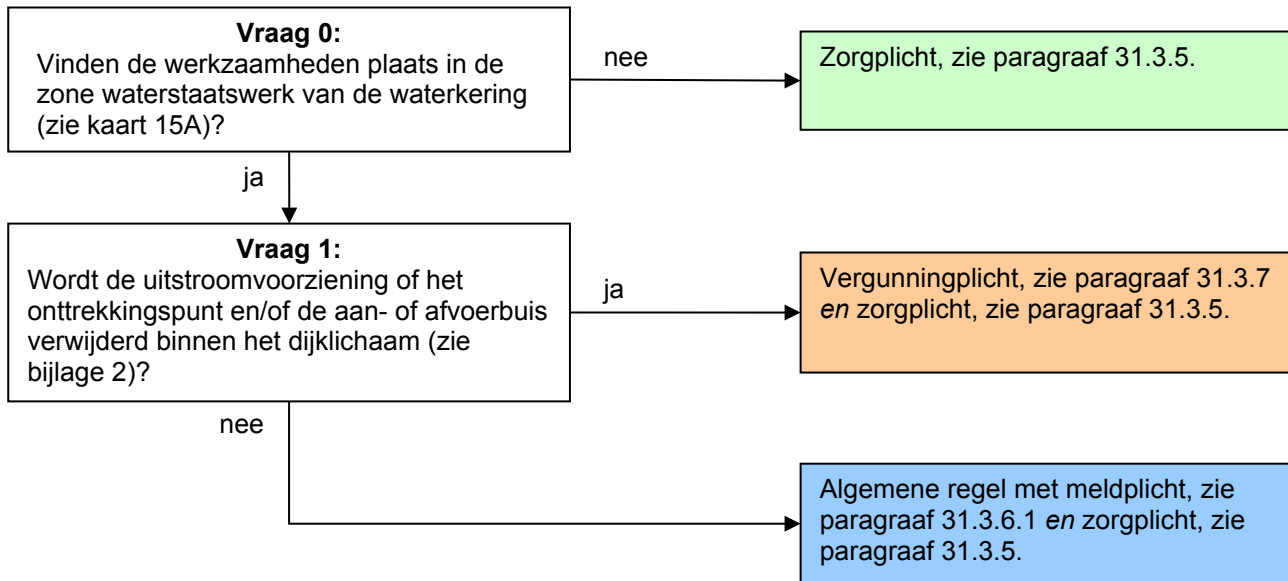 Vraag 0:
Vinden de werkzaamheden plaats in de
zone waterstaatswerk van de waterkering
(zie kaart 15A)?
nee
Zorgplicht, zie paragraaf 31.3.5.
ja
Vraag 1:
Wordt de uitstroomvoorziening of het
onttrekkingspunt en/of de aan- of afvoerbuis
verwijderd binnen het dijklichaam (zie
bijlage 2)?
ja
Vergunningplicht, zie paragraaf 31.3.7
en zorgplicht, zie paragraaf 31.3.5.
nee
Algemene regel met meldplicht, zie
paragraaf 31.3.6.1 en zorgplicht, zie
paragraaf 31.3.5.